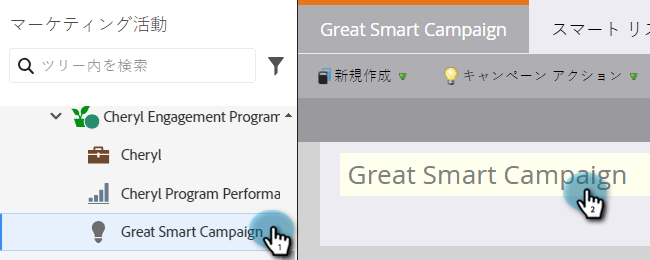 マーケティング活動
ツリー内を検索
Cheryl Engagement Program
Cheryl
Cheryl Program Performa
Great Smart Campaign
1
Great Smart Campaign
スマート リス
新規作成
キャンペーン アクション
Great Smart Campaign
2